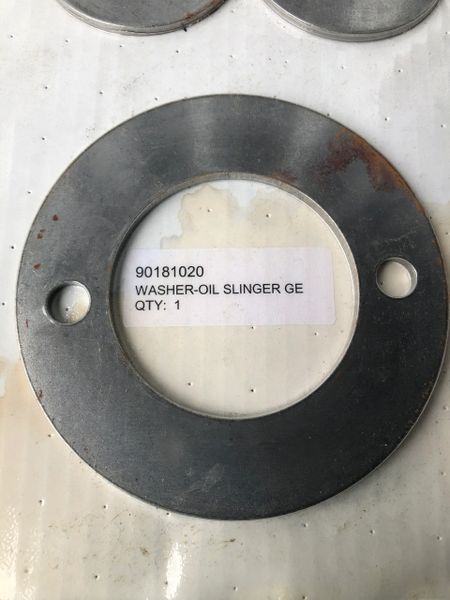 90181020
WASHER-OIL SLINGER GE
QTY: 1